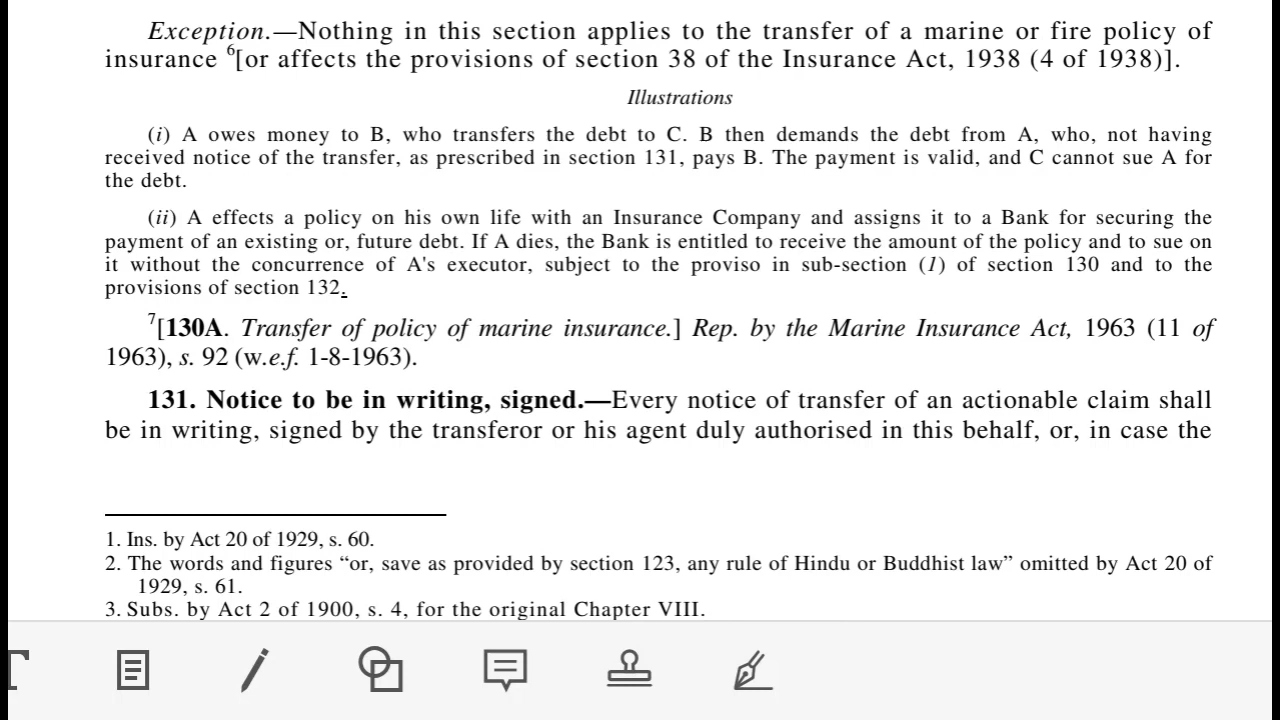 Exception.—Nothing in this section applies to the transfer of a marine or fire policy of
insurance 6[or affects the provisions of section 38 of the Insurance Act, 1938 (4 of 1938)].
Illustrations
(i) A owes money to B, who transfers the debt to C. B then demands the debt from A, who, not having
received notice of the transfer, as prescribed in section 131, pays B. The payment is valid, and C cannot sue A for
the debt.
(ii) A effects a policy on his own life with an Insurance Company and assigns it to a Bank for securing the
payment of an existing or, future debt. If A dies, the Bank is entitled to receive the amount of the policy and to sue on
it without the concurrence of A's executor, subject to the proviso in sub-section (1) of section 130 and to the
provisions of section 132.
7[130A. Transfer of policy of marine insurance.] Rep. by the Marine Insurance Act, 1963 (11 of
1963), s. 92 (w.e.f. 1-8-1963).
131. Notice to be in writing, signed.—Every notice of transfer of an actionable claim shall
be in writing, signed by the transferor or his agent duly authorised in this behalf, or, in case the
1. Ins. by Act 20 of 1929, s. 60.
2. The words and figures “or, save as provided by section 123, any rule of Hindu or Buddhist law” omitted by Act 20 of
1929, s. 61.
3. Subs. by Act 2 of 1900, s. 4, for the original Chapter VIII.